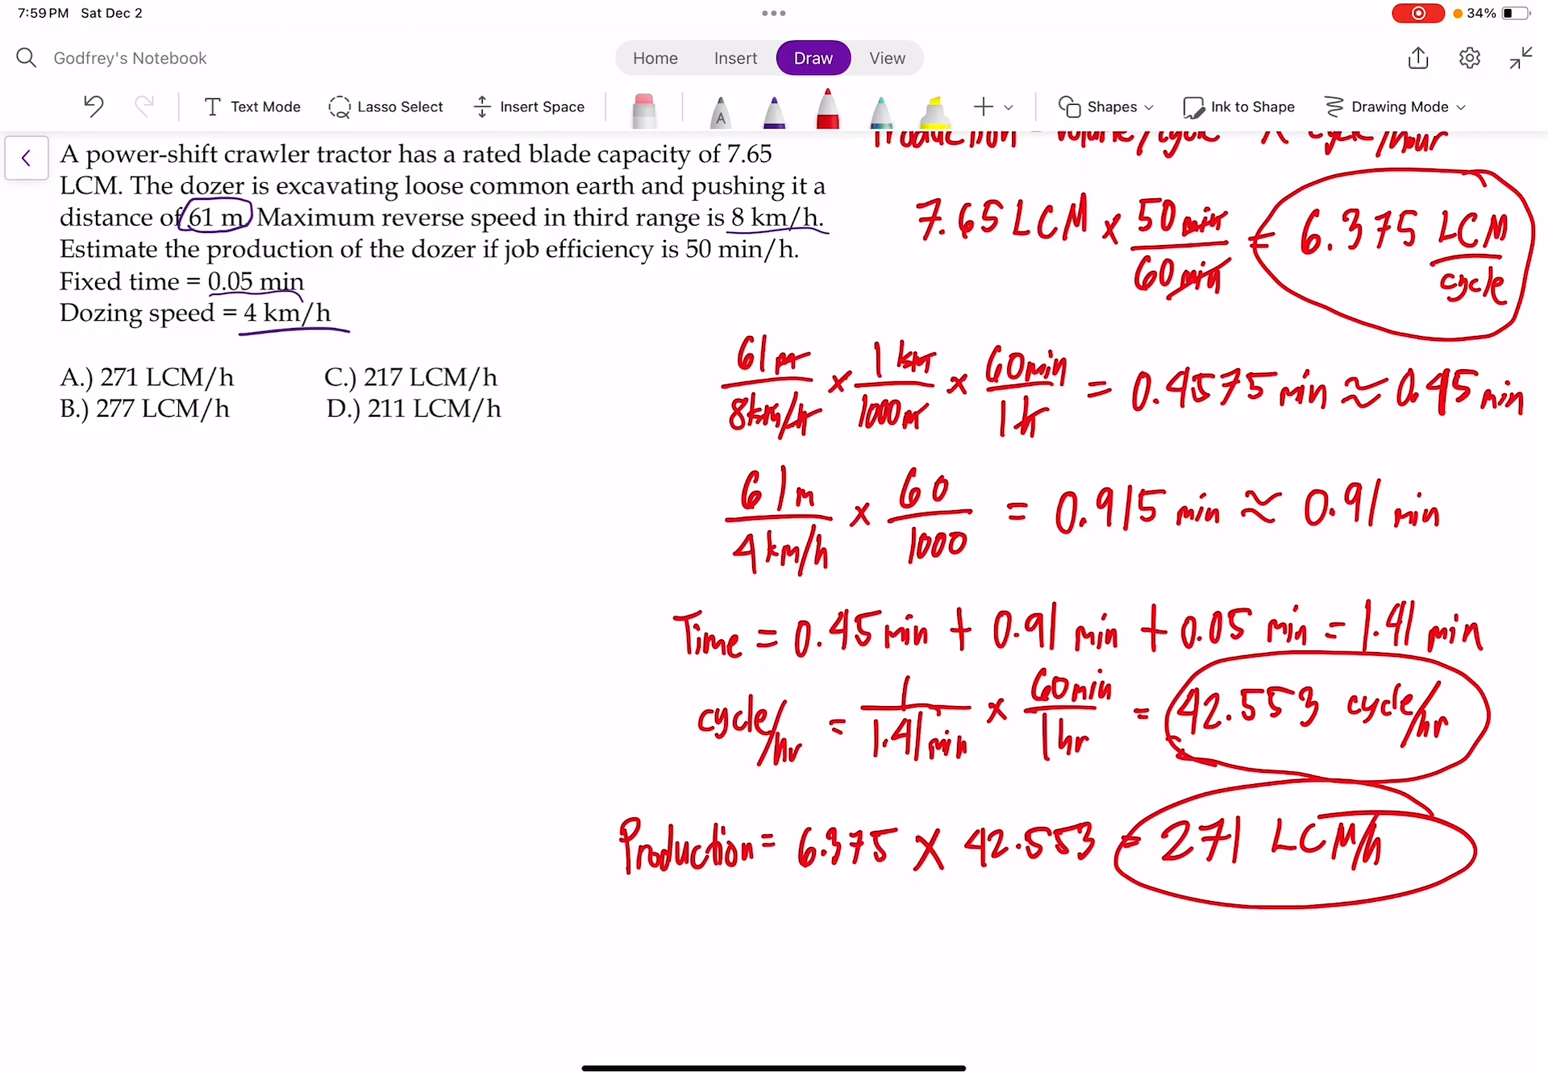 7:59 PM Sat Dec 2
34%
Godfrey's Notebook
Home Insert Draw View
Text Mode Lasso Select Insert Space Shapes Ink to Shape Drawing Mode
A
Production = volume/cycle × cycle/hour
A power-shift crawler tractor has a rated blade capacity of 7.65
LCM. The dozer is excavating loose common earth and pushing it a
distance of 61 m. Maximum reverse speed in third range is 8 km/h.
Estimate the production of the dozer if job efficiency is 50 min/h.
Fixed time = 0.05 min
Dozing speed = 4 km/h
A.) 271 LCM/h C.) 217 LCM/h
B.) 277 LCM/h D.) 211 LCM/h
7.65 LCM × 50 min / 60 min = 6.375 LCM / cycle
61 m / 8 km/h × 1 km / 1000 m × 60 min / 1 h = 0.4575 min ≈ 0.45 min
61 m / 4 km/h × 60 / 1000 = 0.915 min ≈ 0.91 min
Time = 0.45 min + 0.91 min + 0.05 min = 1.41 min
cycle/hr = 1 / 1.41 min × 60 min / 1 hr = 42.553 cycle/hr
Production = 6.375 × 42.553 = 271 LCM/h